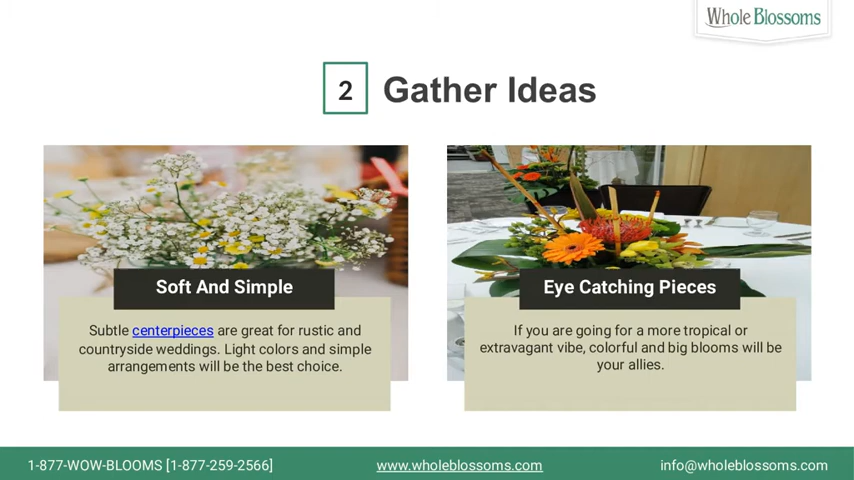 Whole Blossoms
2
Gather Ideas
Soft And Simple
Subtle centerpieces are great for rustic and
countryside weddings. Light colors and simple
arrangements will be the best choice.
Eye Catching Pieces
If you are going for a more tropical or
extravagant vibe, colorful and big blooms will be
your allies.
1-877-WOW-BLOOMS [1-877-259-2566]
www.wholeblossoms.com
info@wholeblossoms.com